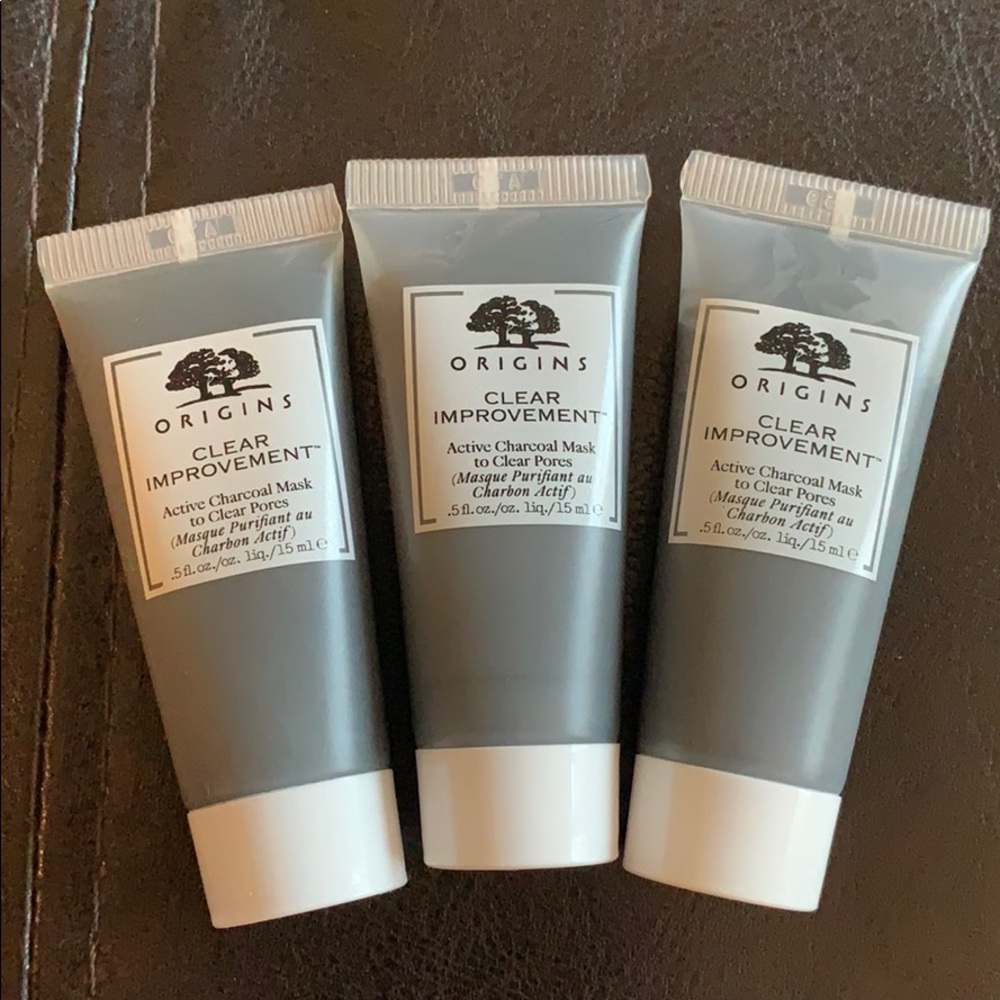 ORIGINS
CLEAR
IMPROVEMENT™
Active Charcoal Mask
to Clear Pores
(Masque Purifiant au
Charbon Actif)
.5 fl. oz./oz. liq./15 ml e
ORIGINS
CLEAR
IMPROVEMENT™
Active Charcoal Mask
to Clear Pores
(Masque Purifiant au
Charbon Actif)
.5 fl. oz./oz. liq./15 ml e
ORIGINS
CLEAR
IMPROVEMENT™
Active Charcoal Mask
to Clear Pores
(Masque Purifiant au
Charbon Actif)
.5 fl. oz./oz. liq./15 ml e